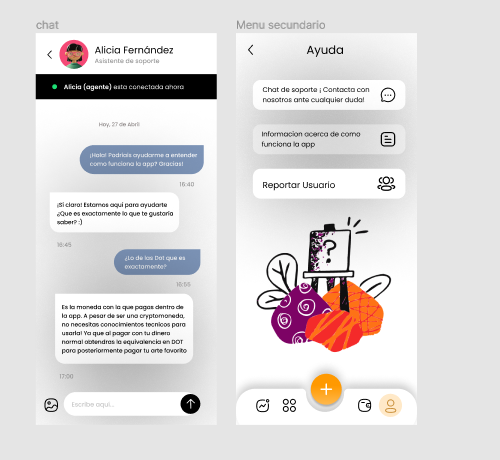 chat
Alicia Fernández
Asistente de soporte
Alicia (agente) esta conectada ahora
Hoy, 27 de Abril
¡Hola! Podriais ayudarme a entender
como funciona la app? Gracias!
16:40
¡Sí claro! Estamos aqui para ayudarte
¿Que es exactamente lo que te gustaría
saber? :)
16:45
¿Lo de los Dot que es
exactamente?
16:55
Es la moneda con la que pagas dentro de
la app. A pesar de ser una cryptomoneda,
no necesitas conocimientos tecnicos para
usarla! Ya que al pagar con tu dinero
normal obtendras la equivalencia en DOT
para posteriormente pagar tu arte favorito
17:00
Escribe aqui...
Menu secundario
Ayuda
Chat de soporte ¡ Contacta con
nosotros ante cualquier duda!
Informacion acerca de como
funciona la app
Reportar Usuario
?